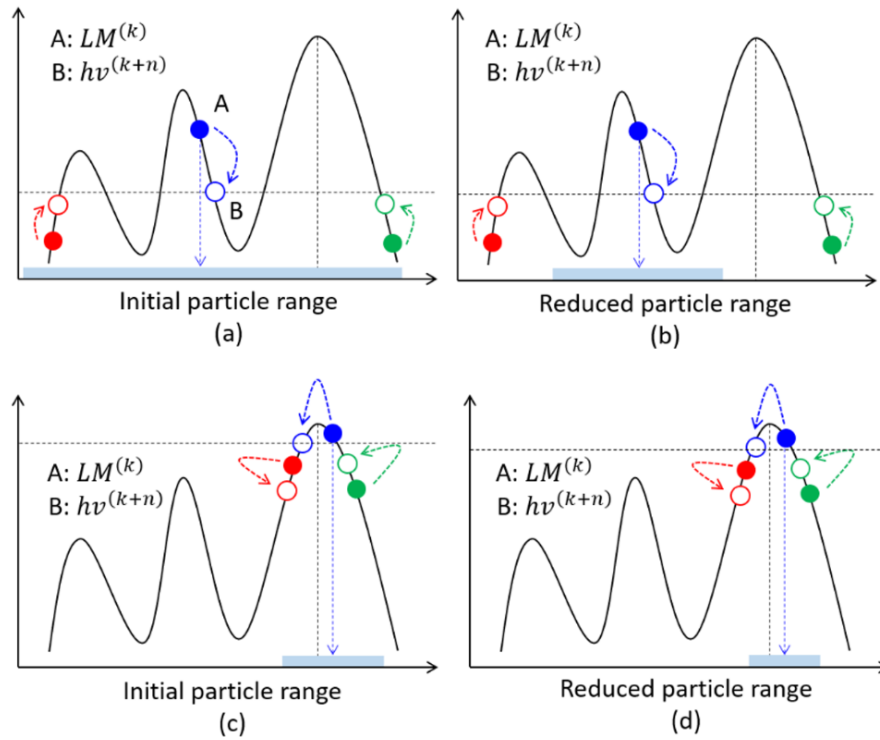 A: $LM^{(k)}$
B: $hv^{(k+n)}$
A
B
Initial particle range
(a)
A: $LM^{(k)}$
B: $hv^{(k+n)}$
Reduced particle range
(b)
A: $LM^{(k)}$
B: $hv^{(k+n)}$
Initial particle range
(c)
A: $LM^{(k)}$
B: $hv^{(k+n)}$
Reduced particle range
(d)